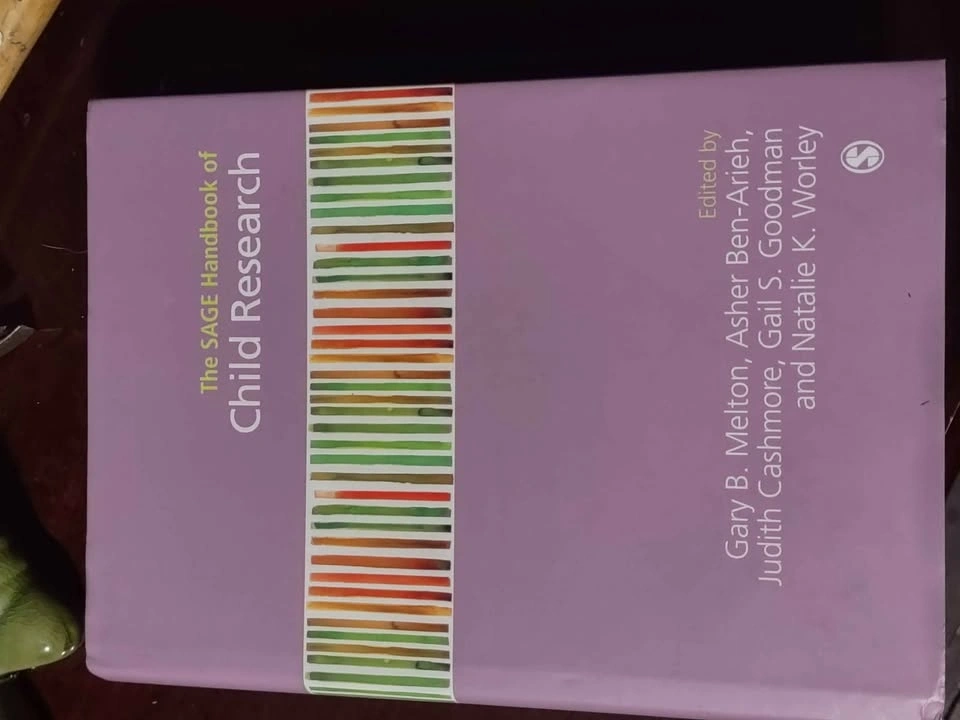 The SAGE Handbook of
Child Research
Edited by
Gary B. Melton, Asher Ben-Arieh,
Judith Cashmore, Gail S. Goodman
and Natalie K. Worley